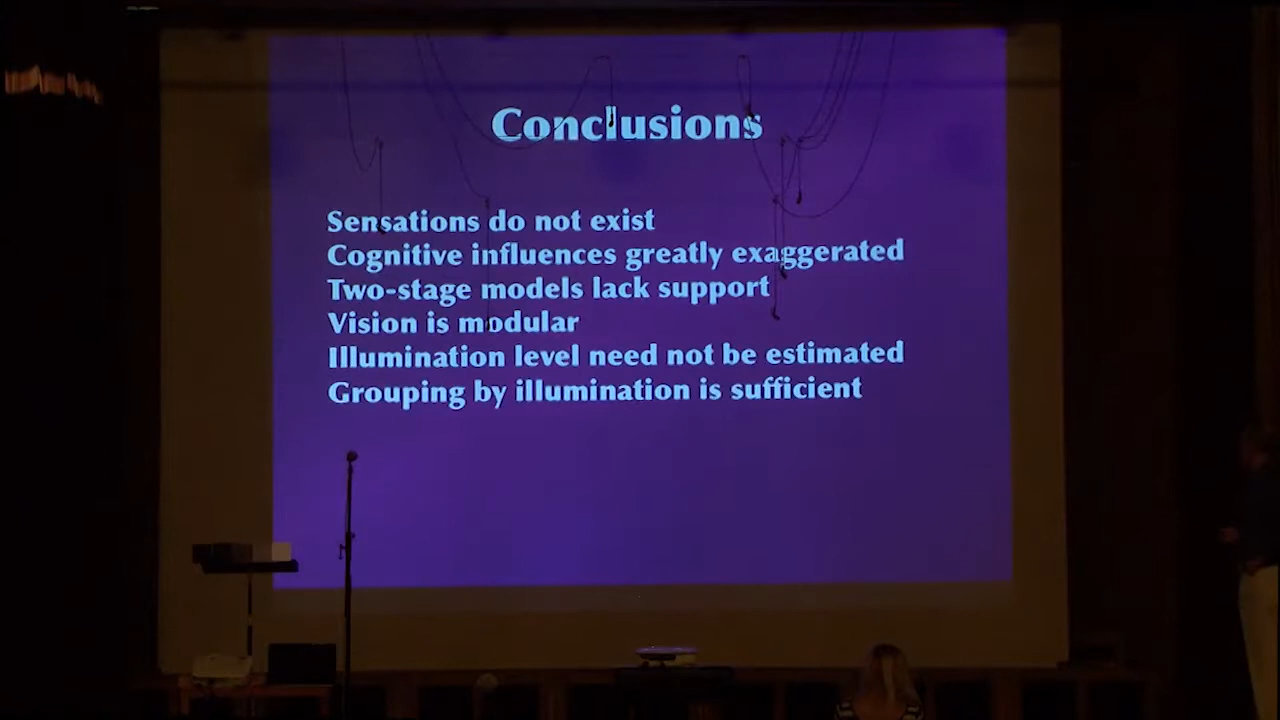 Conclusions
Sensations do not exist
Cognitive influences greatly exaggerated
Two-stage models lack support
Vision is modular
Illumination level need not be estimated
Grouping by illumination is sufficient